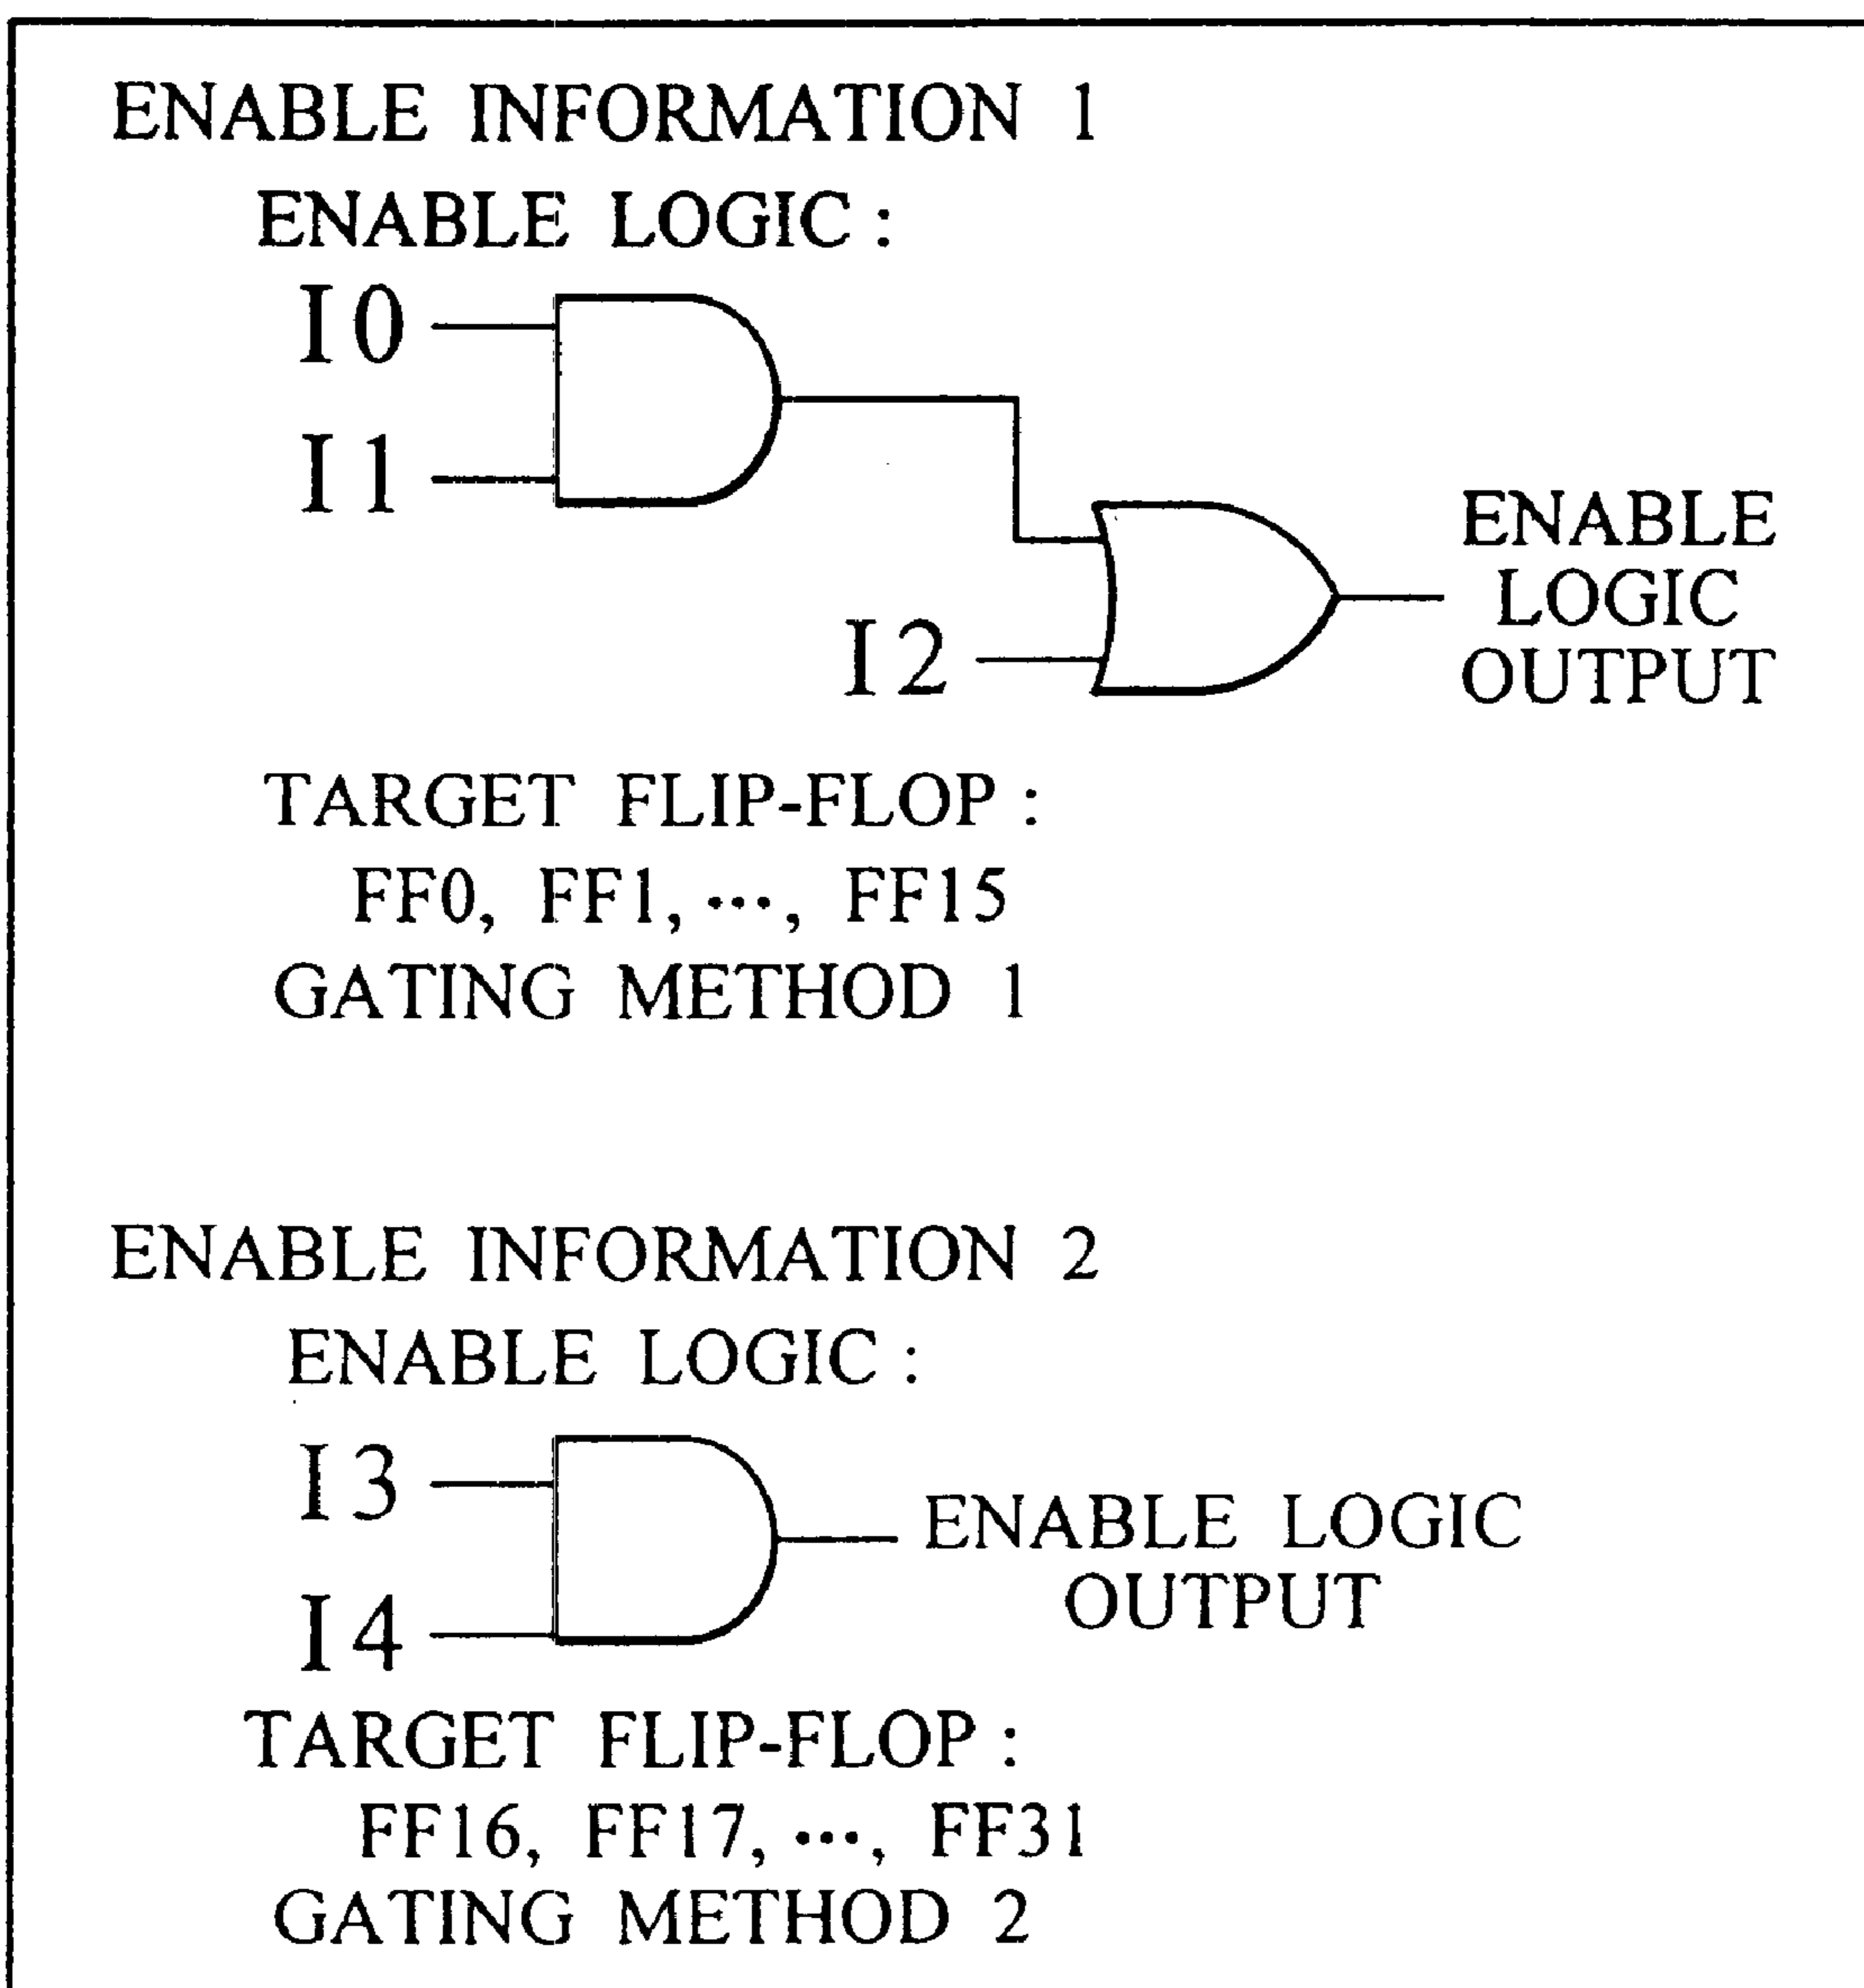 ENABLE INFORMATION 1
ENABLE LOGIC :
I0
I1
I2
ENABLE
LOGIC
OUTPUT
TARGET FLIP-FLOP :
FF0, FF1, ···, FF15
GATING METHOD 1
ENABLE INFORMATION 2
ENABLE LOGIC :
I3
I4
ENABLE LOGIC
OUTPUT
TARGET FLIP-FLOP :
FF16, FF17, ···, FF31
GATING METHOD 2